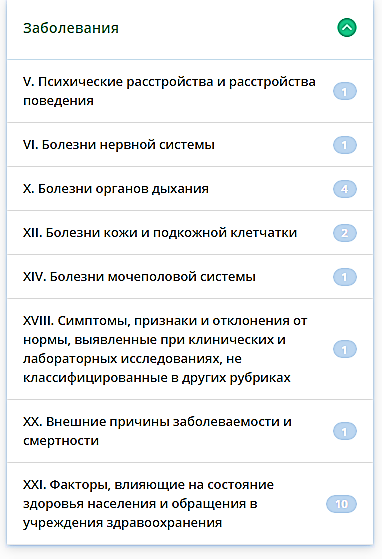 Заболевания
V. Психические расстройства и расстройства
поведения
1
VI. Болезни нервной системы
1
X. Болезни органов дыхания
4
XII. Болезни кожи и подкожной клетчатки
2
XIV. Болезни мочеполовой системы
1
XVIII. Симптомы, признаки и отклонения от
нормы, выявленные при клинических и
лабораторных исследованиях, не
классифицированные в других рубриках
1
XX. Внешние причины заболеваемости и
смертности
1
XXI. Факторы, влияющие на состояние
здоровья населения и обращения в
учреждения здравоохранения
10